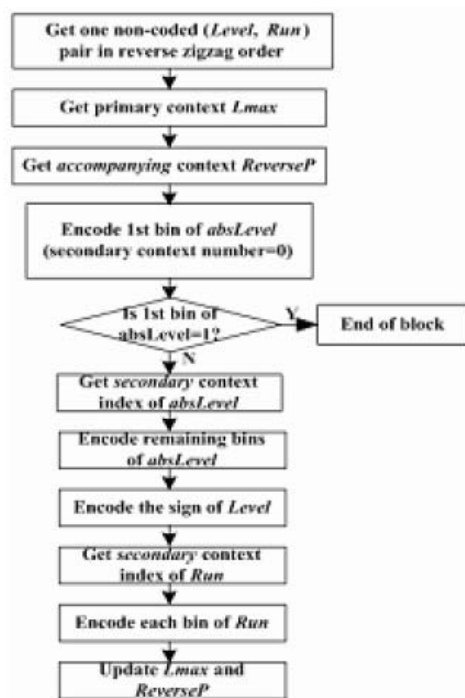 Get one non-coded (Level, Run)
pair in reverse zigzag order
Get primary context Lmax
Get accompanying context ReverseP
Encode 1st bin of absLevel
(secondary context number=0)
Is 1st bin of
absLevel=1?
Y
End of block
N
Get secondary context
index of absLevel
Encode remaining bins
of absLevel
Encode the sign of Level
Get secondary context
index of Run
Encode each bin of Run
Update Lmax and
ReverseP